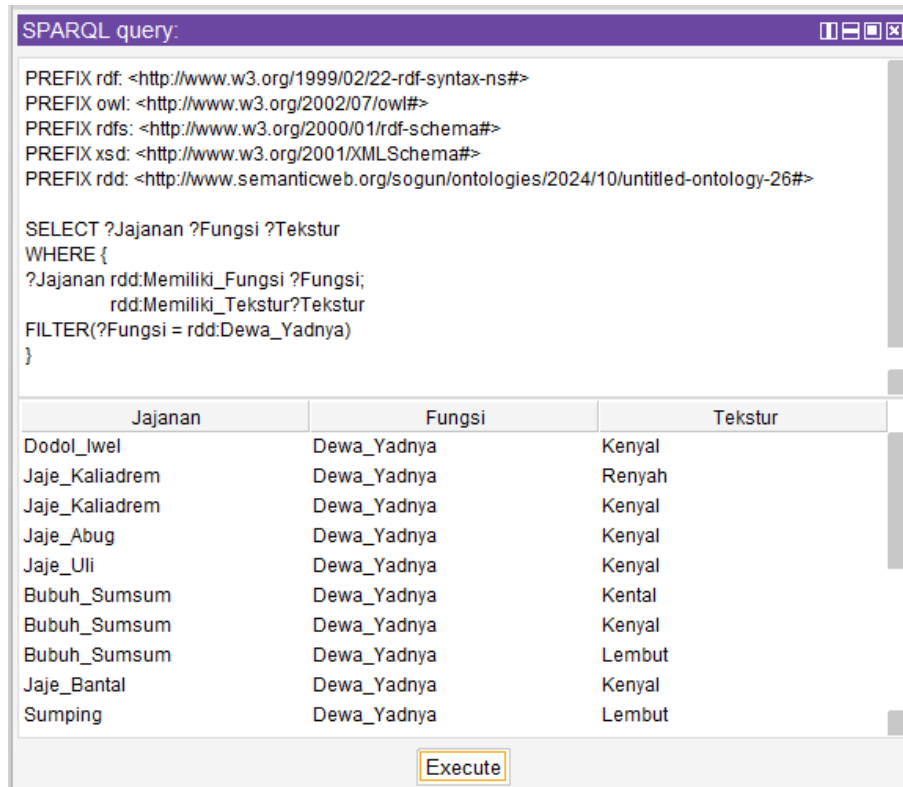 SPARQL query:
PREFIX rdf: <http://www.w3.org/1999/02/22-rdf-syntax-ns#>
PREFIX owl: <http://www.w3.org/2002/07/owl#>
PREFIX rdfs: <http://www.w3.org/2000/01/rdf-schema#>
PREFIX xsd: <http://www.w3.org/2001/XMLSchema#>
PREFIX rdd: <http://www.semanticweb.org/sogun/ontologies/2024/10/untitled-ontology-26#>
SELECT ?Jajanan ?Fungsi ?Tekstur
WHERE {
?Jajanan rdd:Memiliki_Fungsi ?Fungsi;
rdd:Memiliki_Tekstur?Tekstur
FILTER(?Fungsi = rdd:Dewa_Yadnya)
}
Jajanan Fungsi Tekstur
Dodol_Iwel Dewa_Yadnya Kenyal
Jaje_Kaliadrem Dewa_Yadnya Renyah
Jaje_Kaliadrem Dewa_Yadnya Kenyal
Jaje_Abug Dewa_Yadnya Kenyal
Jaje_Uli Dewa_Yadnya Kenyal
Bubuh_Sumsum Dewa_Yadnya Kental
Bubuh_Sumsum Dewa_Yadnya Kenyal
Bubuh_Sumsum Dewa_Yadnya Lembut
Jaje_Bantal Dewa_Yadnya Kenyal
Sumping Dewa_Yadnya Lembut
Execute